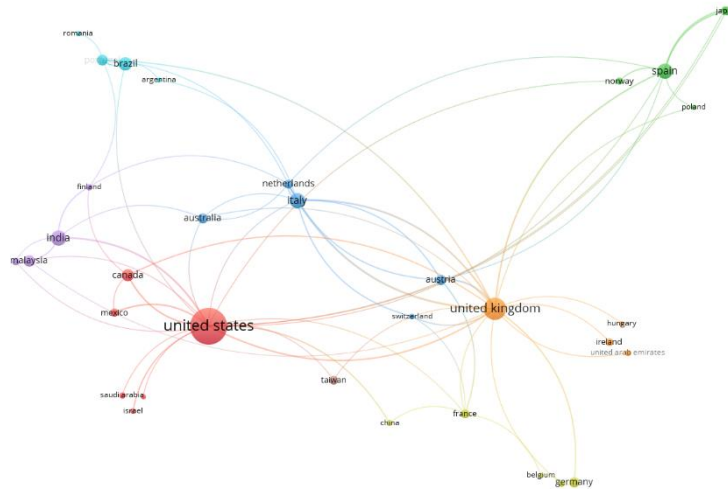 romania
brazil
argentina
spain
norway
poland
netherlands
italy
finland
australia
india
malaysia
canada
mexico
united states
austria
switzerland
united kingdom
hungary
ireland
united arab emirates
taiwan
saudi arabia
israel
china
france
belgium
germany